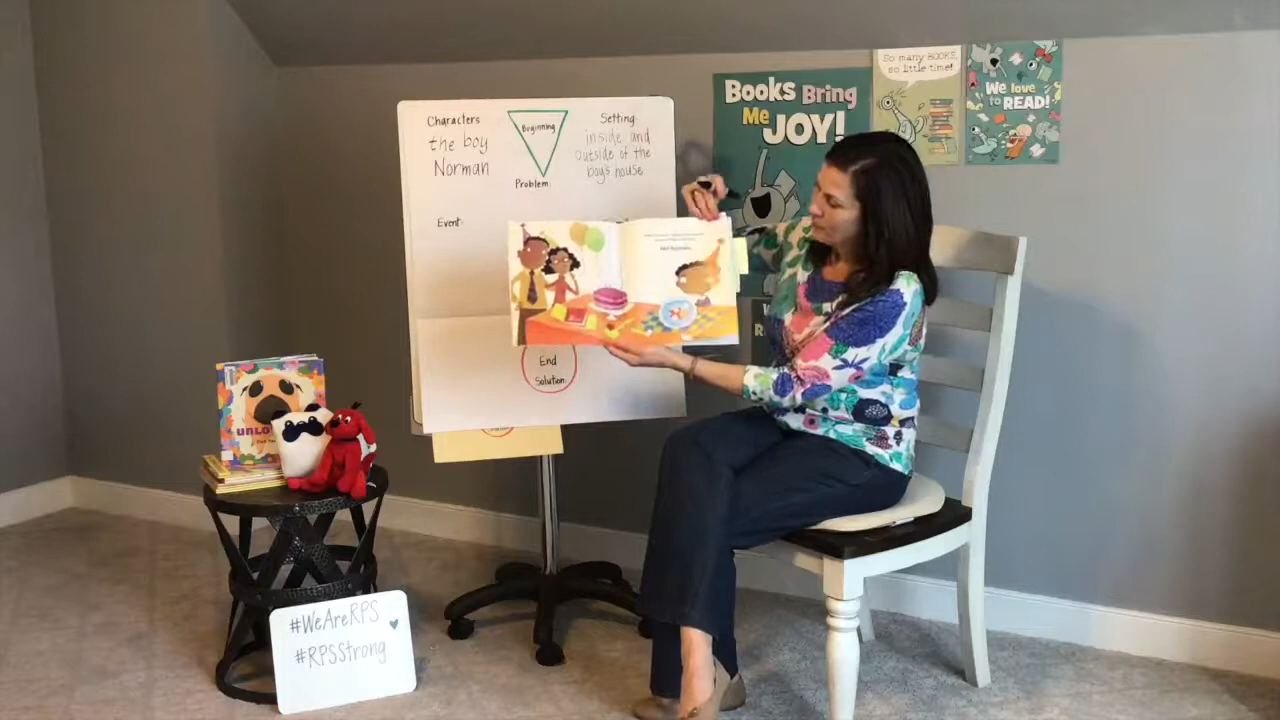 Characters
the boy
Norman
Beginning
Setting
inside and
outside of the
boy's house
Problem
Event
End
Solution
Books Bring
Me
JOY!
So many BOOKS,
so little time!
We love
to READ!
#WeAreRPS
#RPSStrong